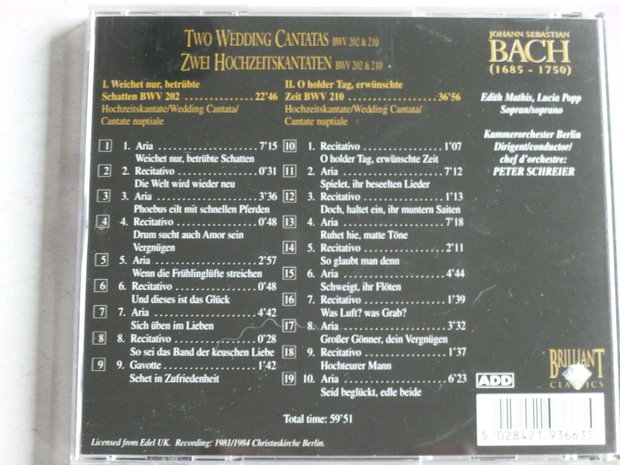 TWO WEDDING CANTATAS BWV 202 & 210
ZWEI HOCHZEITSKANTATEN BWV 202 & 210
JOHANN SEBASTIAN
BACH
(1685 - 1750)
Edith Mathis, Lucia Popp
Sopran/soprano
Kammerorchester Berlin
Dirigent/conductor/
chef d'orchestre:
PETER SCHREIER
I. Weichet nur, betrübte
Schatten BWV 202 ............... 22'46
Hochzeitskantate/Wedding Cantata/
Cantate nuptiale
1 1. Aria ............... 7'15
Weichet nur, betrübte Schatten
2 2. Recitativo ............... 0'31
Die Welt wird wieder neu
3 3. Aria ............... 3'36
Phoebus eilt mit schnellen Pferden
4 4. Recitativo ............... 0'48
Drum sucht auch Amor sein
Vergnügen
5 5. Aria ............... 2'57
Wenn die Frühlinglüfte streichen
6 6. Recitativo ............... 0'48
Und dieses ist das Glück
7 7. Aria ............... 4'42
Sich üben im Lieben
8 8. Recitativo ............... 0'28
So sei das Band der keuschen Liebe
9 9. Gavotte ............... 1'42
Sehet in Zufriedenheit
II. O holder Tag, erwünschte
Zeit BWV 210 ............... 36'56
Hochzeitskantate/Wedding Cantata/
Cantate nuptiale
10 1. Recitativo ............... 1'07
O holder Tag, erwünschte Zeit
11 2. Aria ............... 7'12
Spielet, ihr beseelten Lieder
12 3. Recitativo ............... 1'13
Doch, haltet ein, ihr muntern Saiten
13 4. Aria ............... 7'18
Ruhet hie, matte Töne
14 5. Recitativo ............... 2'11
So glaubt man denn
15 6. Aria ............... 4'44
Schweigt, ihr Flöten
16 7. Recitativo ............... 1'39
Was Luft? was Grab?
17 8. Aria ............... 3'32
Großer Gönner, dein Vergnügen
18 9. Recitativo ............... 1'37
Hochteurer Mann
19 10. Aria ............... 6'23
Seid beglückt, edle beide
Total time: 59'51
Licensed from Edel UK. Recording: 1981/1984 Christuskirche Berlin.
ADD
BRILLIANT
CLASSICS
5 028421 936635